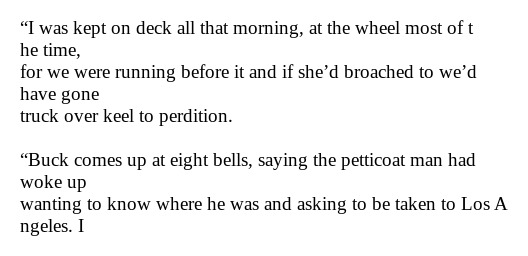 “I was kept on deck all that morning, at the wheel most of t
he time,
for we were running before it and if she’d broached to we’d
have gone
truck over keel to perdition.

“Buck comes up at eight bells, saying the petticoat man had
woke up
wanting to know where he was and asking to be taken to Los A
ngeles. I